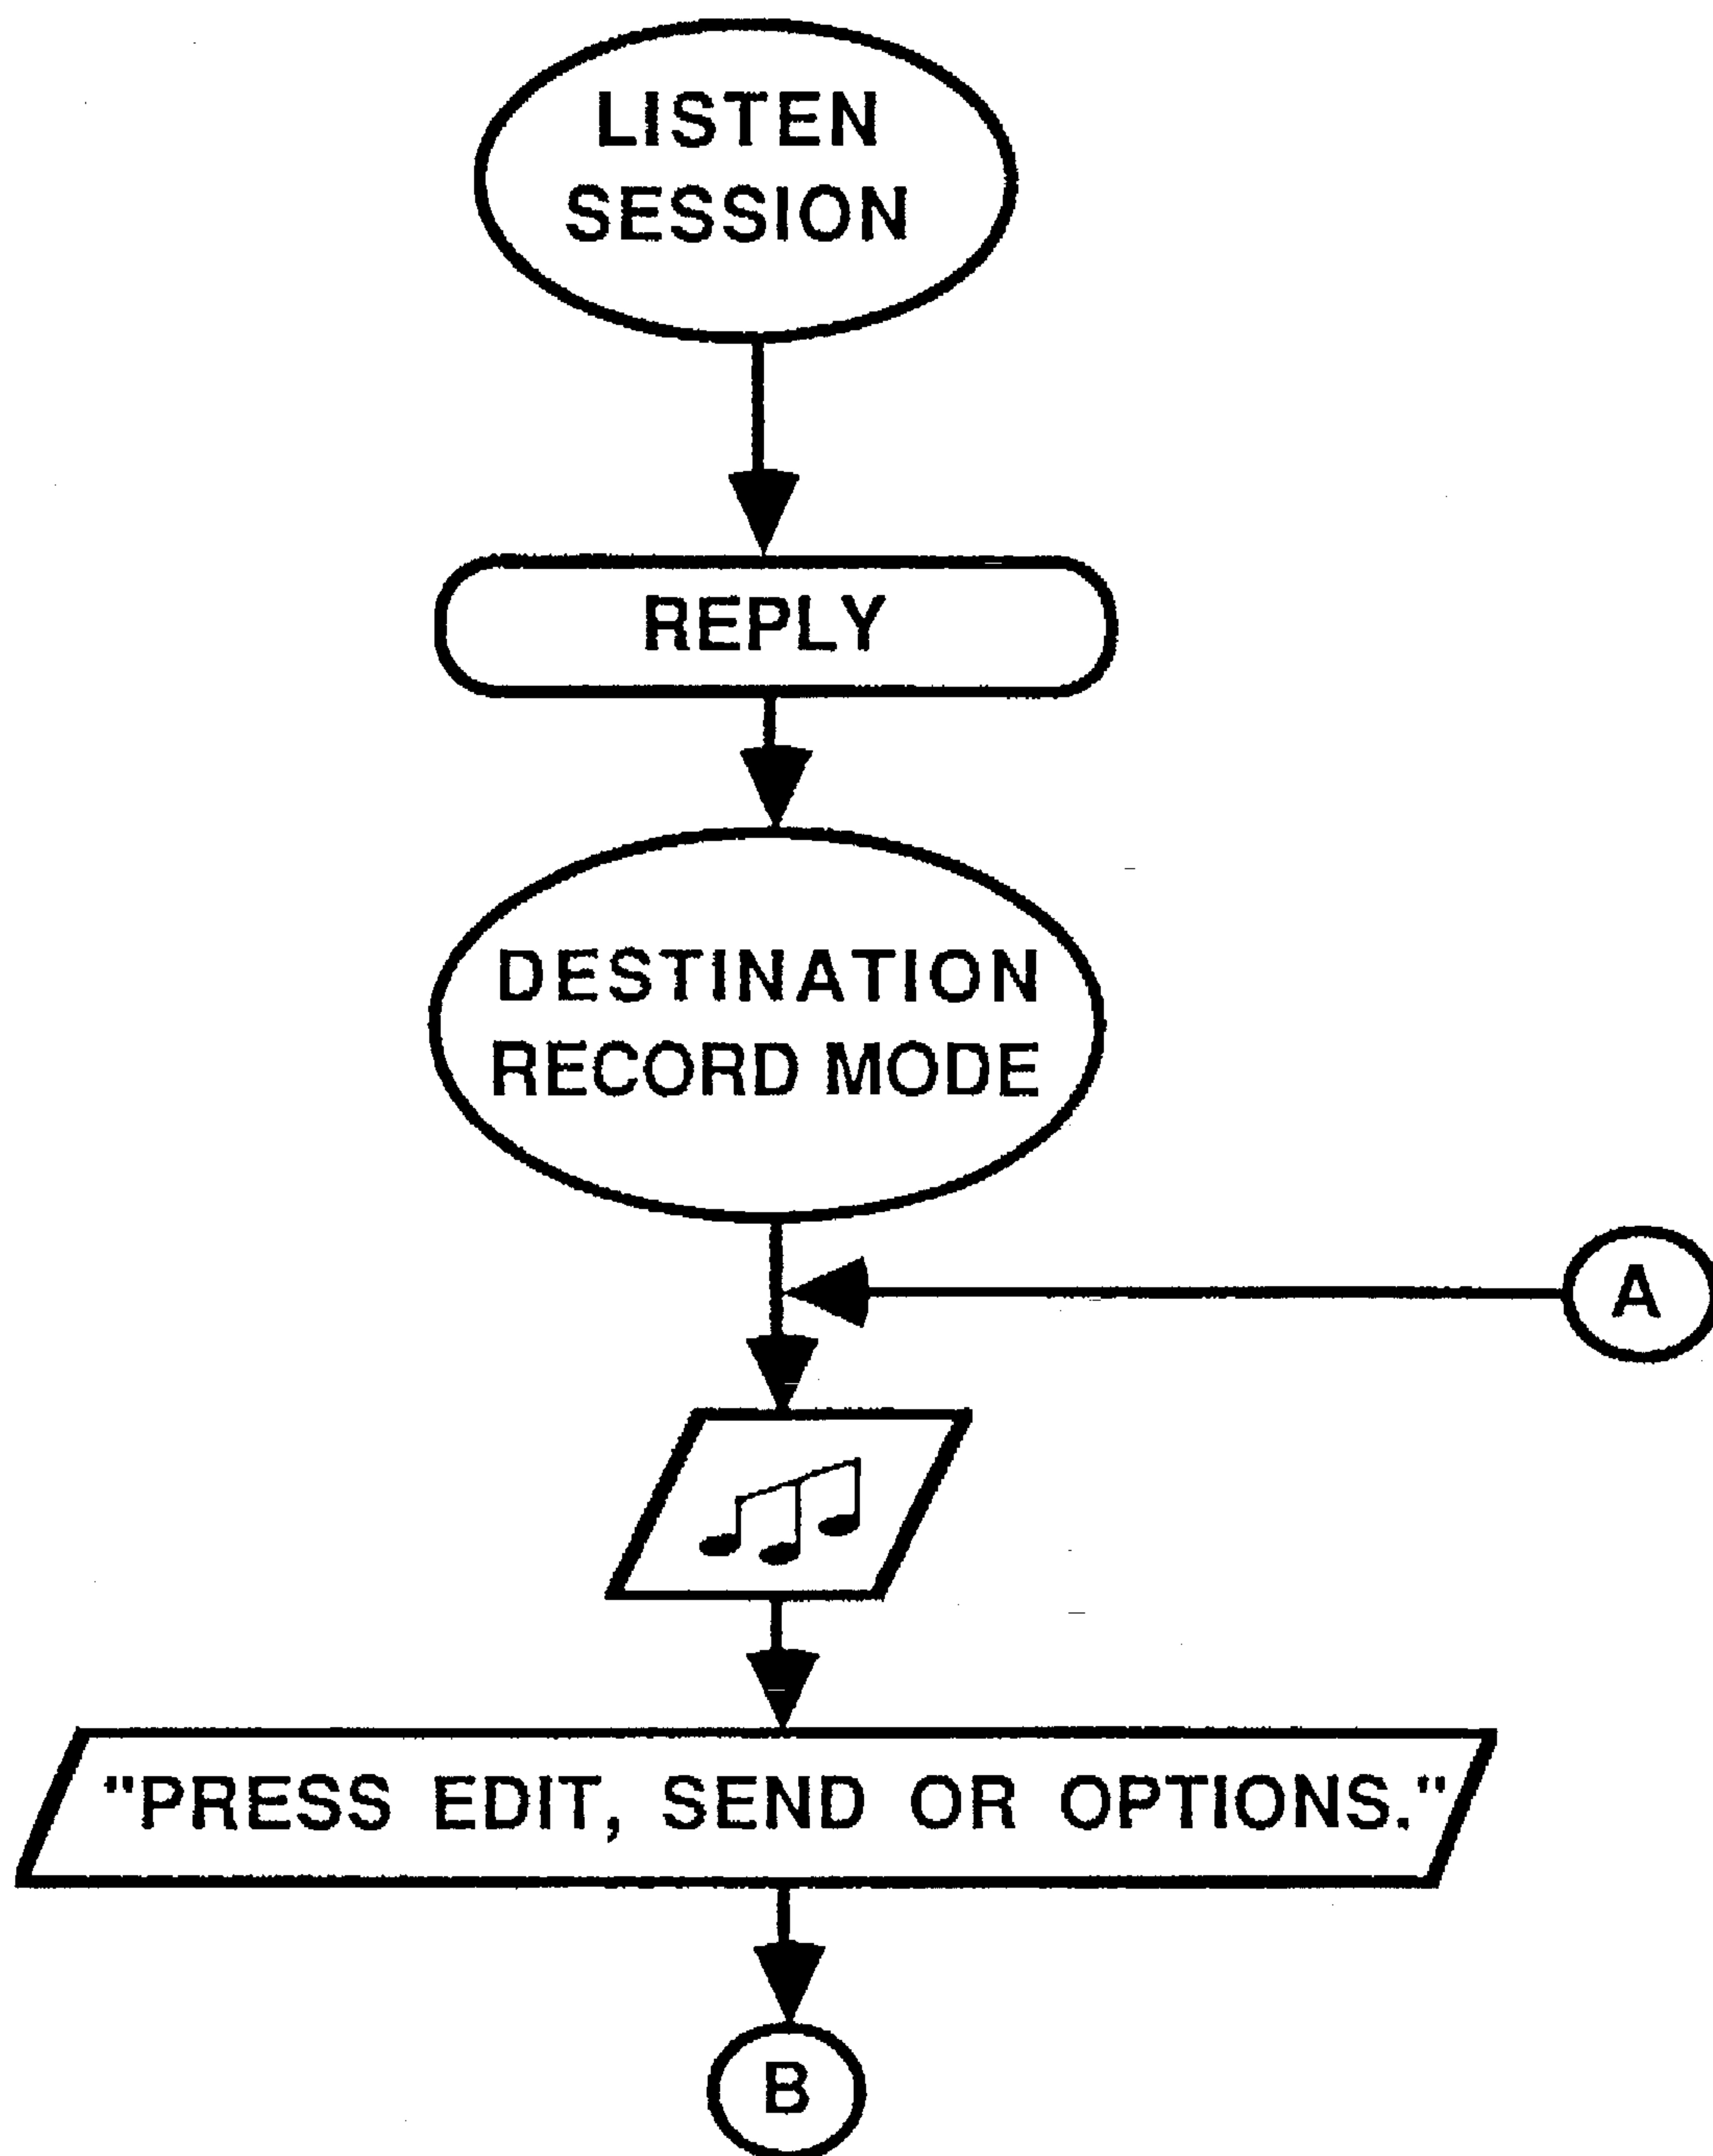 LISTEN
SESSION
REPLY
DESTINATION
RECORD MODE
A
"PRESS EDIT, SEND OR OPTIONS."
B